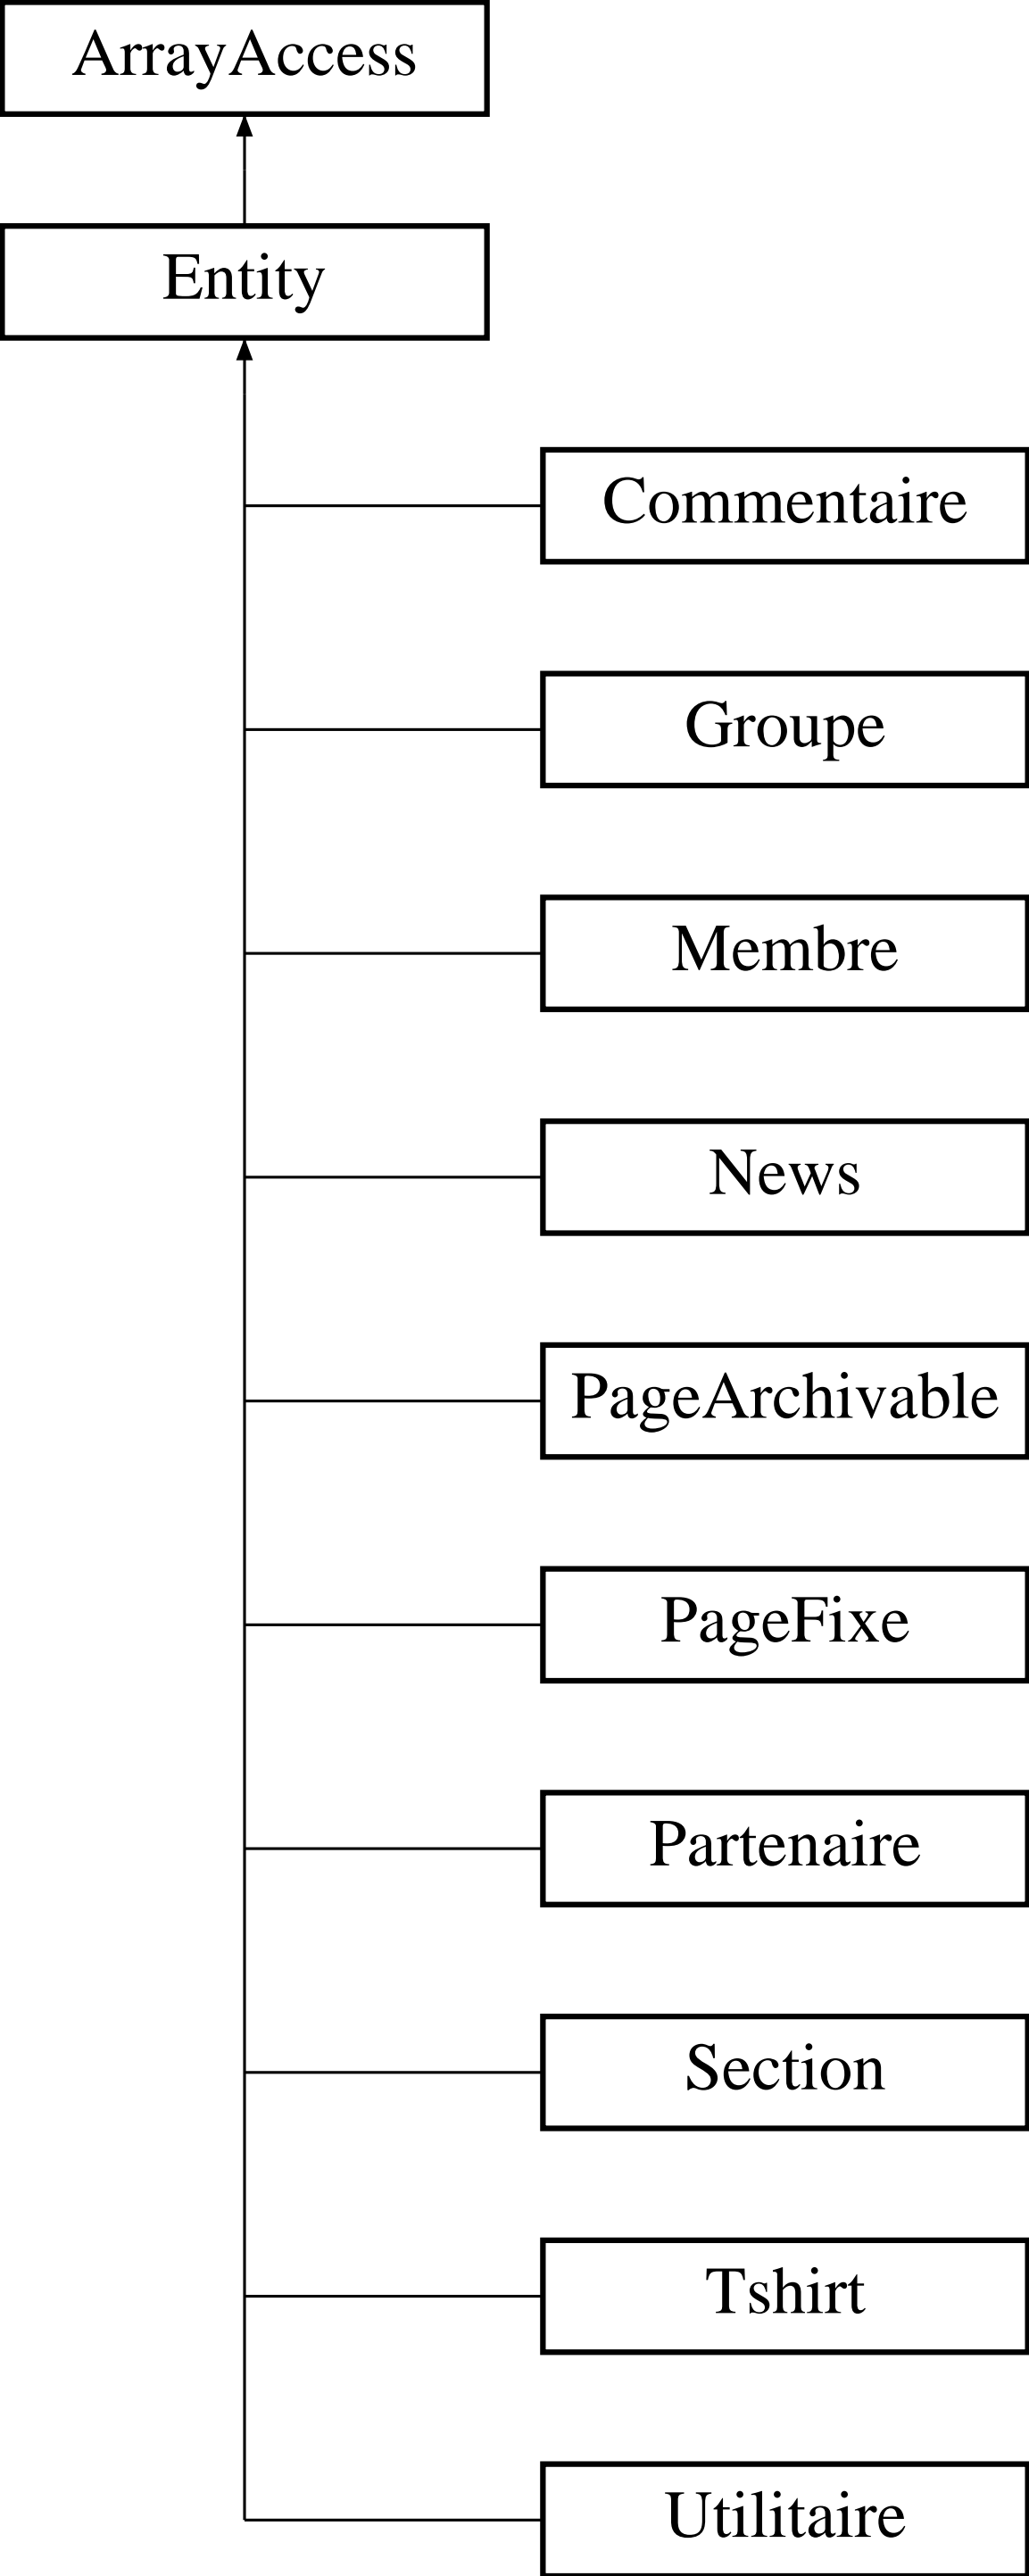 ArrayAccess
Entity
Commentaire
Groupe
Membre
News
PageArchivable
PageFixe
Partenaire
Section
Tshirt
Utilitaire